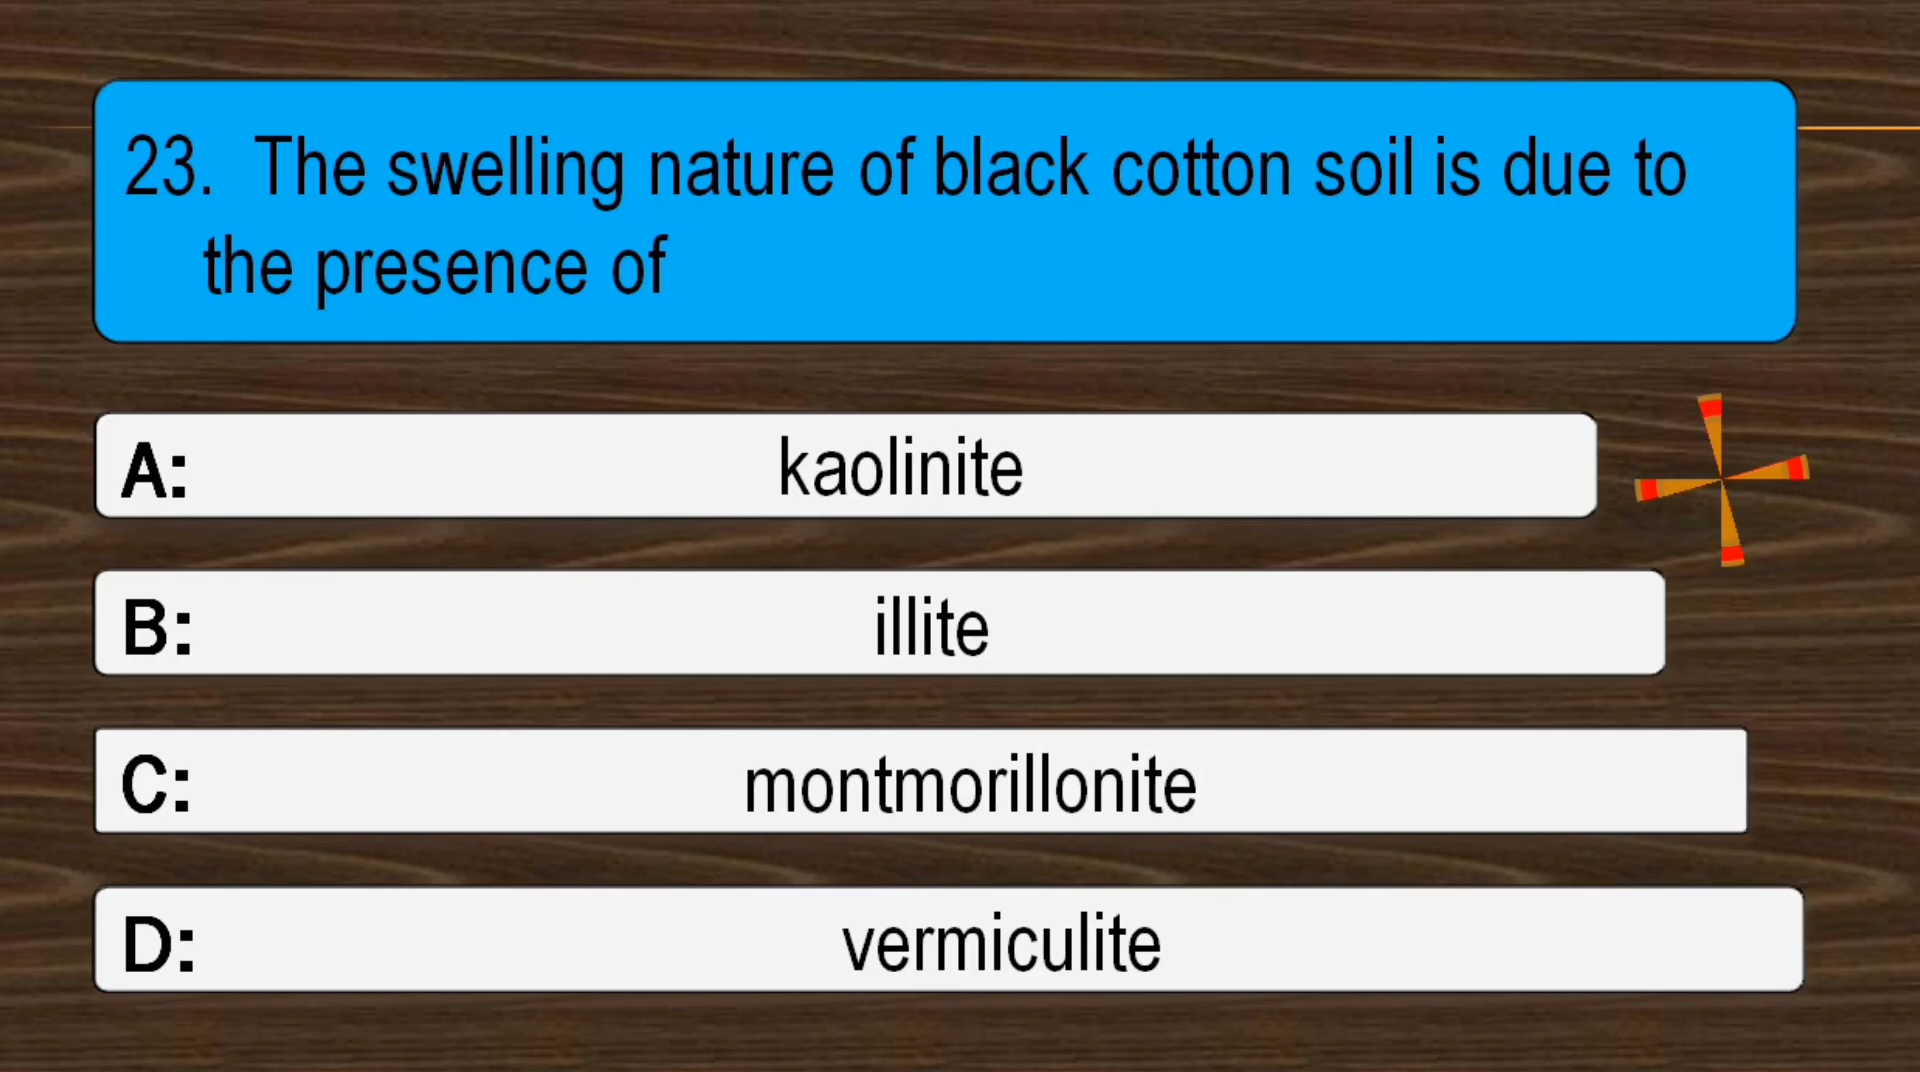 23. The swelling nature of black cotton soil is due to
the presence of
A: kaolinite
B: illite
C: montmorillonite
D: vermiculite